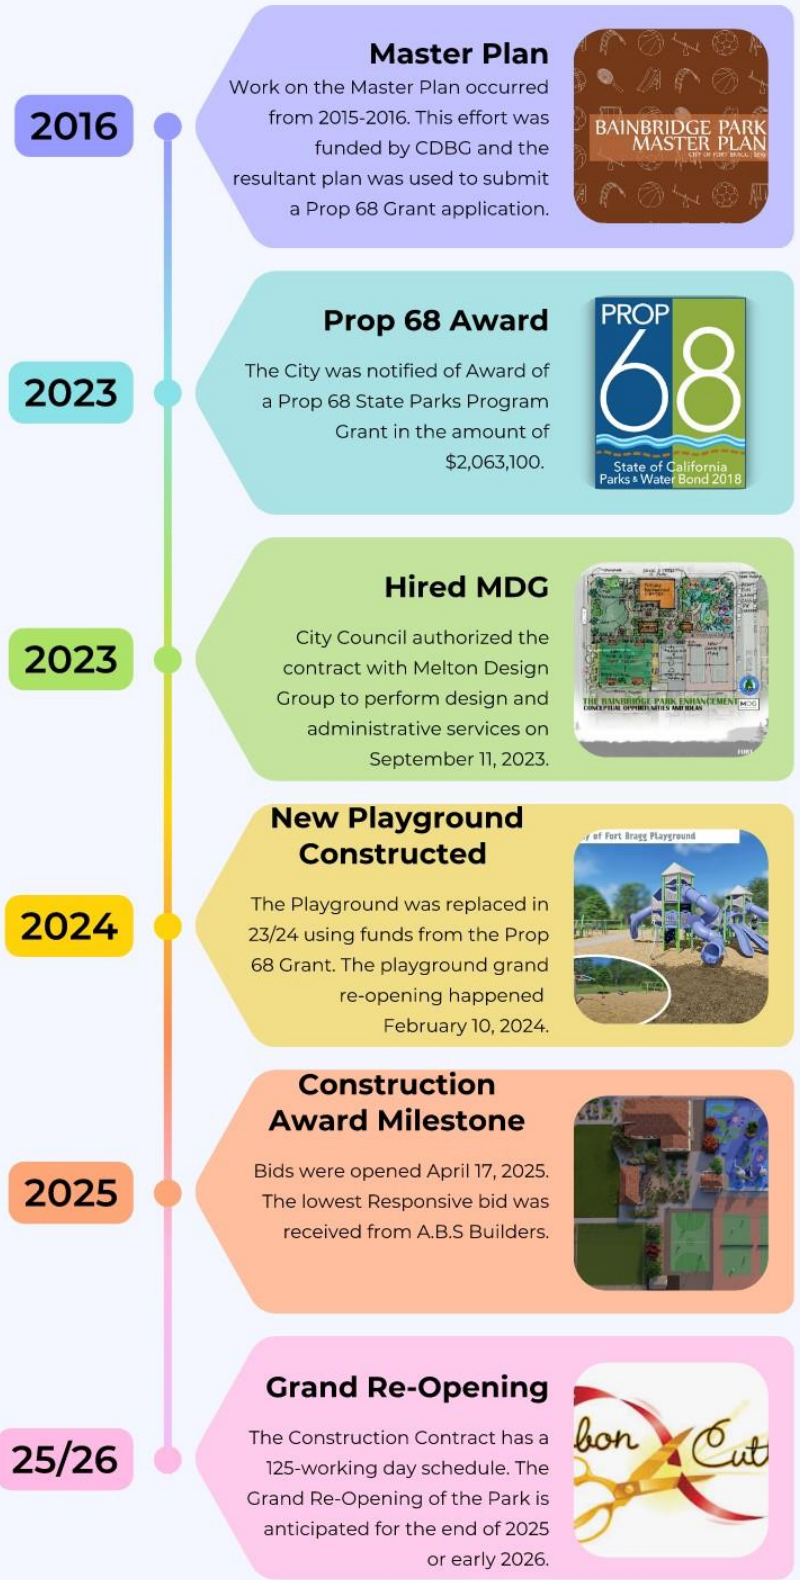 2016
Master Plan
Work on the Master Plan occurred
from 2015-2016. This effort was
funded by CDBG and the
resultant plan was used to submit
a Prop 68 Grant application.
BAINBRIDGE PARK
MASTER PLAN
2023
Prop 68 Award
The City was notified of Award of
a Prop 68 State Parks Program
Grant in the amount of
$2,063,100.
PROP
68
State of California
Parks & Water Bond 2018
2023
Hired MDG
City Council authorized the
contract with Melton Design
Group to perform design and
administrative services on
September 11, 2023.
THE BAINBRIDGE PARK ENHANCEMENT
CONCEPTUAL OPPORTUNITIES AND IDEAS
MDG
2024
New Playground
Constructed
The Playground was replaced in
23/24 using funds from the Prop
68 Grant. The playground grand
re-opening happened
February 10, 2024.
of Fort Bragg Playground
2025
Construction
Award Milestone
Bids were opened April 17, 2025.
The lowest Responsive bid was
received from A.B.S Builders.
25/26
Grand Re-Opening
The Construction Contract has a
125-working day schedule. The
Grand Re-Opening of the Park is
anticipated for the end of 2025
or early 2026.
bon Cutt